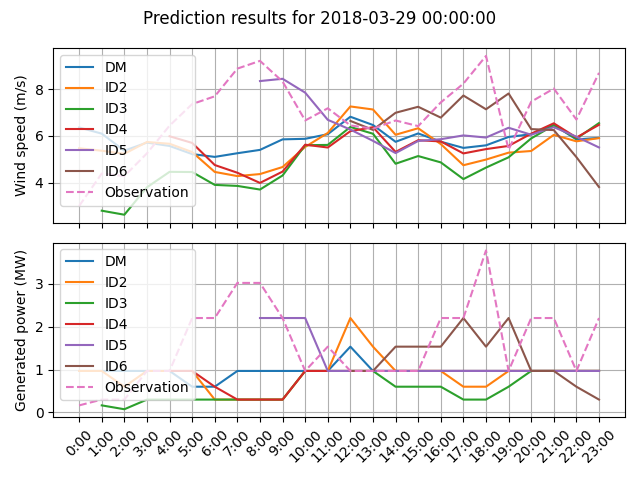 Prediction results for 2018-03-29 00:00:00
Wind speed (m/s)
8
6
4
DM
ID2
ID3
ID4
ID5
ID6
Observation
Generated power (MW)
3
2
1
0
DM
ID2
ID3
ID4
ID5
ID6
Observation
0:00 1:00 2:00 3:00 4:00 5:00 6:00 7:00 8:00 9:00 10:00 11:00 12:00 13:00 14:00 15:00 16:00 17:00 18:00 19:00 20:00 21:00 22:00 23:00